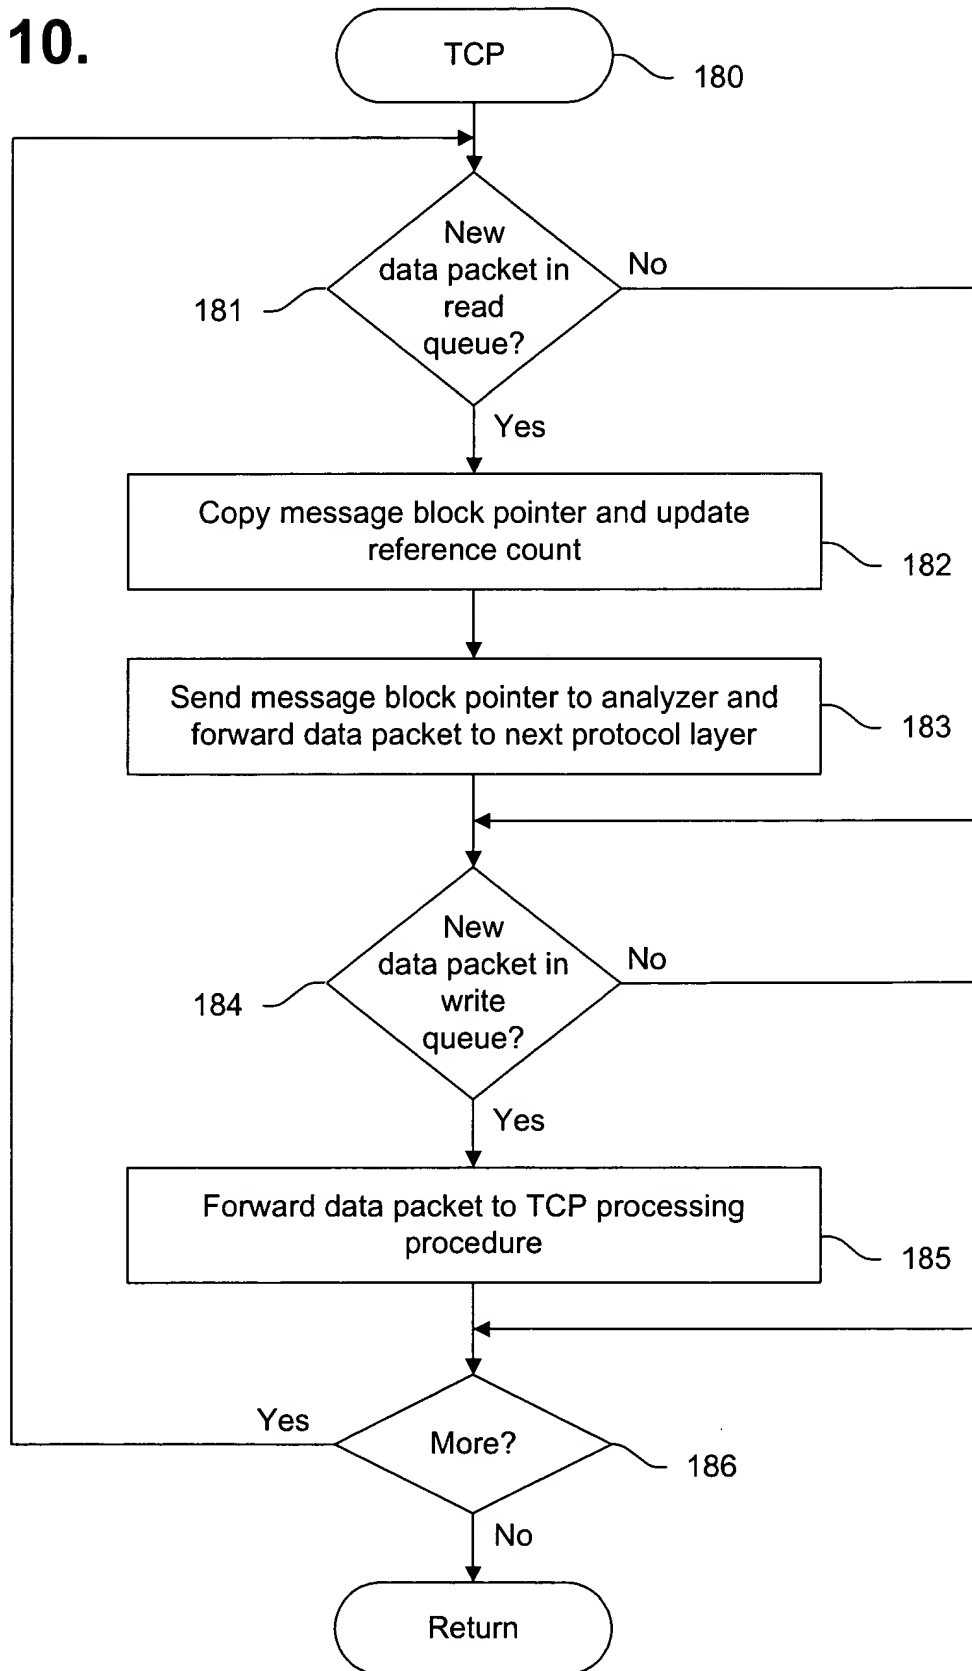 10.
TCP
180
New
data packet in
read
queue?
No
181
Yes
Copy message block pointer and update
reference count
182
Send message block pointer to analyzer and
forward data packet to next protocol layer
183
New
data packet in
write
queue?
No
184
Yes
Forward data packet to TCP processing
procedure
185
Yes
More?
186
No
Return